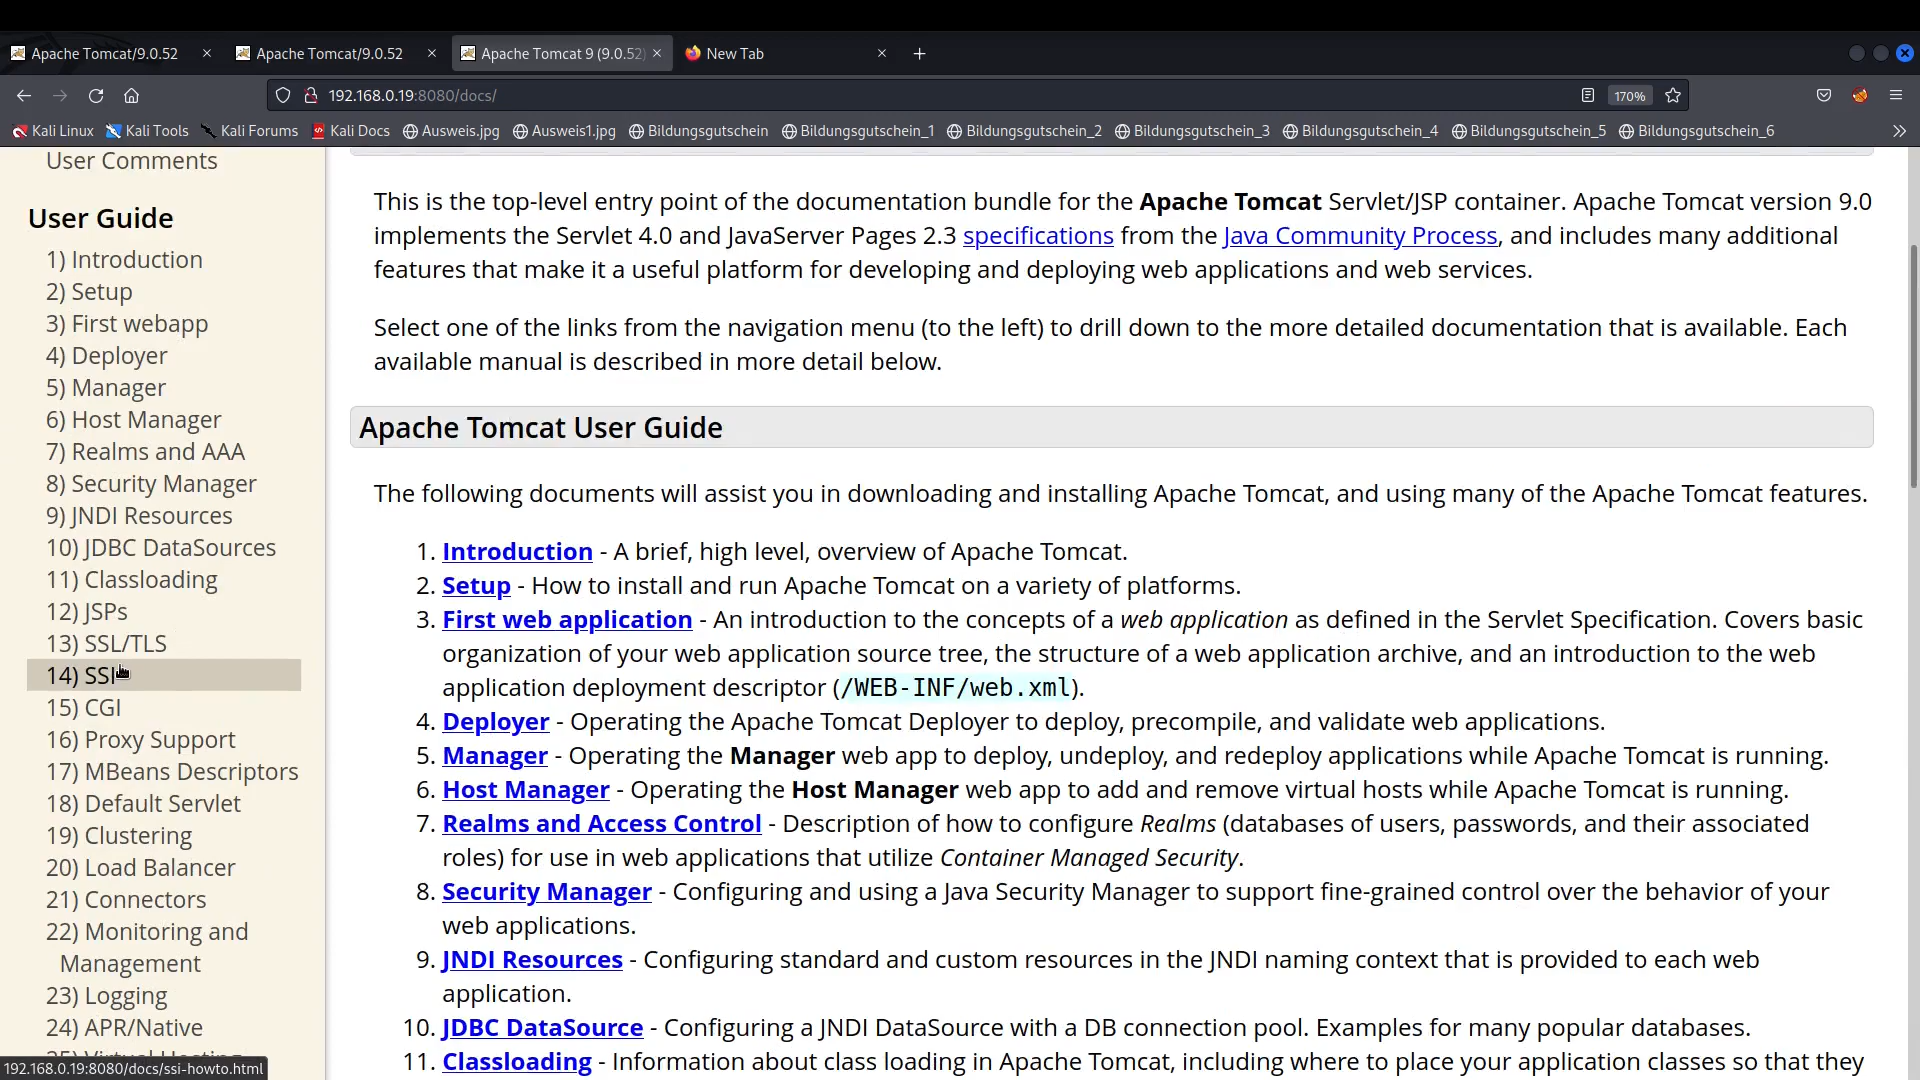 Apache Tomcat/9.0.52
Apache Tomcat/9.0.52
Apache Tomcat 9 (9.0.52)
New Tab
192.168.0.19:8080/docs/
170%
Kali Linux
Kali Tools
Kali Forums
Kali Docs
Ausweis.jpg
Ausweis1.jpg
Bildungsgutschein
Bildungsgutschein_1
Bildungsgutschein_2
Bildungsgutschein_3
Bildungsgutschein_4
Bildungsgutschein_5
Bildungsgutschein_6
User Comments
User Guide
1) Introduction
2) Setup
3) First webapp
4) Deployer
5) Manager
6) Host Manager
7) Realms and AAA
8) Security Manager
9) JNDI Resources
10) JDBC DataSources
11) Classloading
12) JSPs
13) SSL/TLS
14) SSI
15) CGI
16) Proxy Support
17) MBeans Descriptors
18) Default Servlet
19) Clustering
20) Load Balancer
21) Connectors
22) Monitoring and
Management
23) Logging
24) APR/Native
25) Virtual Hosting
192.168.0.19:8080/docs/ssi-howto.html
This is the top-level entry point of the documentation bundle for the Apache Tomcat Servlet/JSP container. Apache Tomcat version 9.0
implements the Servlet 4.0 and JavaServer Pages 2.3 specifications from the Java Community Process, and includes many additional
features that make it a useful platform for developing and deploying web applications and web services.
Select one of the links from the navigation menu (to the left) to drill down to the more detailed documentation that is available. Each
available manual is described in more detail below.
Apache Tomcat User Guide
The following documents will assist you in downloading and installing Apache Tomcat, and using many of the Apache Tomcat features.
1. Introduction - A brief, high level, overview of Apache Tomcat.
2. Setup - How to install and run Apache Tomcat on a variety of platforms.
3. First web application - An introduction to the concepts of a web application as defined in the Servlet Specification. Covers basic
organization of your web application source tree, the structure of a web application archive, and an introduction to the web
application deployment descriptor (/WEB-INF/web.xml).
4. Deployer - Operating the Apache Tomcat Deployer to deploy, precompile, and validate web applications.
5. Manager - Operating the Manager web app to deploy, undeploy, and redeploy applications while Apache Tomcat is running.
6. Host Manager - Operating the Host Manager web app to add and remove virtual hosts while Apache Tomcat is running.
7. Realms and Access Control - Description of how to configure Realms (databases of users, passwords, and their associated
roles) for use in web applications that utilize Container Managed Security.
8. Security Manager - Configuring and using a Java Security Manager to support fine-grained control over the behavior of your
web applications.
9. JNDI Resources - Configuring standard and custom resources in the JNDI naming context that is provided to each web
application.
10. JDBC DataSource - Configuring a JNDI DataSource with a DB connection pool. Examples for many popular databases.
11. Classloading - Information about class loading in Apache Tomcat, including where to place your application classes so that they